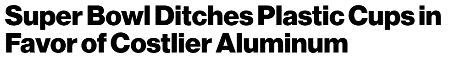 Super Bowl Ditches Plastic Cups in
Favor of Costlier Aluminum